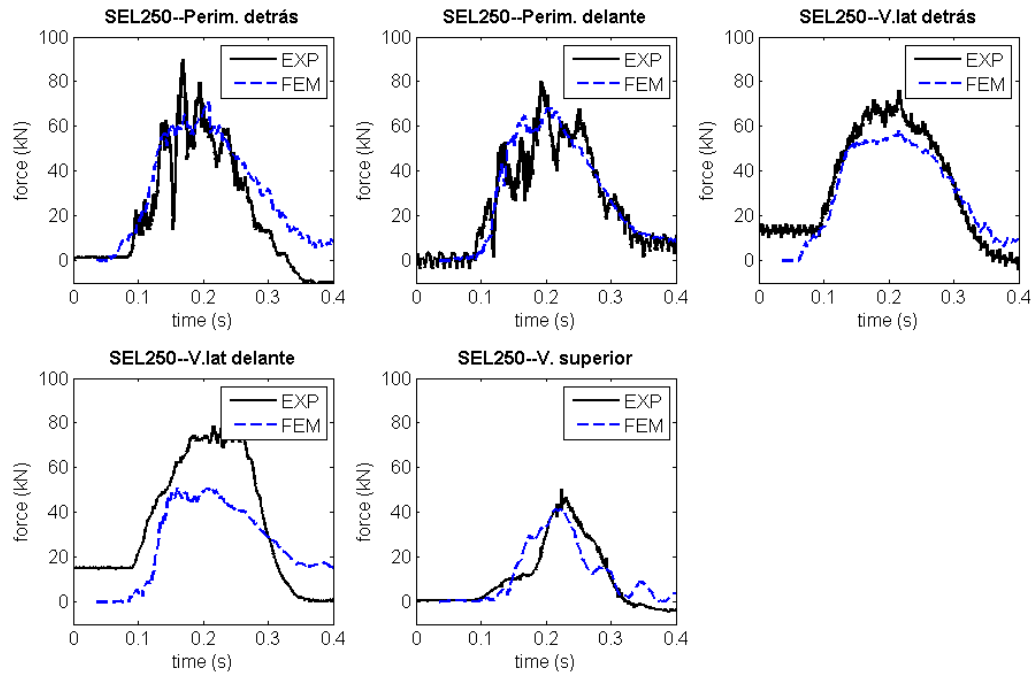 SEL250--Perim. detrás
100
80
60
40
20
0
0 0.1 0.2 0.3 0.4
force (kN)
time (s)
EXP
FEM
SEL250--Perim. delante
100
80
60
40
20
0
0 0.1 0.2 0.3 0.4
force (kN)
time (s)
EXP
FEM
SEL250--V.lat detrás
100
80
60
40
20
0
0 0.1 0.2 0.3 0.4
force (kN)
time (s)
EXP
FEM
SEL250--V.lat delante
100
80
60
40
20
0
0 0.1 0.2 0.3 0.4
force (kN)
time (s)
EXP
FEM
SEL250--V. superior
100
80
60
40
20
0
0 0.1 0.2 0.3 0.4
force (kN)
time (s)
EXP
FEM